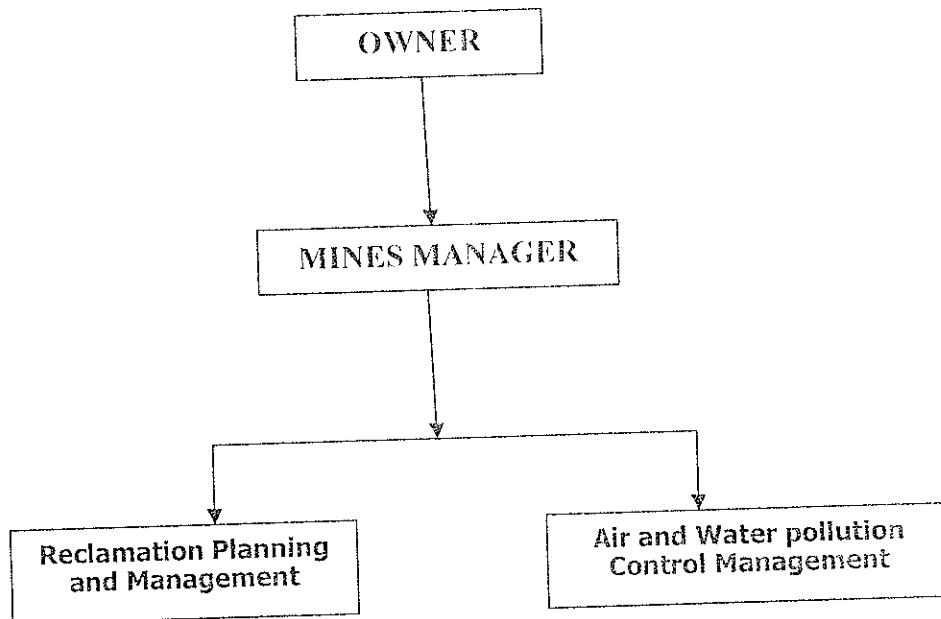 OWNER
MINES MANAGER
Reclamation Planning
and Management
Air and Water pollution
Control Management